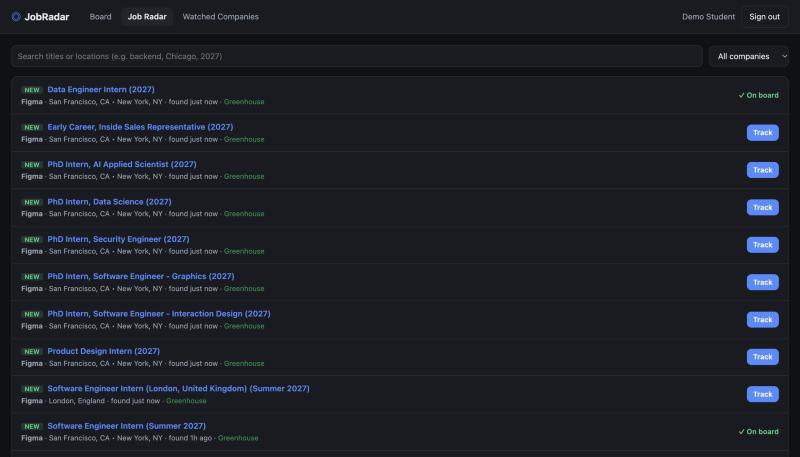 JobRadar Board Job Radar Watched Companies Demo Student Sign out
Search titles or locations (e.g. backend, Chicago, 2027) All companies
NEW Data Engineer Intern (2027)
Figma · San Francisco, CA • New York, NY · found just now · Greenhouse
✓ On board
NEW Early Career, Inside Sales Representative (2027)
Figma · San Francisco, CA • New York, NY · found just now · Greenhouse
Track
NEW PhD Intern, AI Applied Scientist (2027)
Figma · San Francisco, CA • New York, NY · found just now · Greenhouse
Track
NEW PhD Intern, Data Science (2027)
Figma · San Francisco, CA • New York, NY · found just now · Greenhouse
Track
NEW PhD Intern, Security Engineer (2027)
Figma · San Francisco, CA • New York, NY · found just now · Greenhouse
Track
NEW PhD Intern, Software Engineer - Graphics (2027)
Figma · San Francisco, CA • New York, NY · found just now · Greenhouse
Track
NEW PhD Intern, Software Engineer - Interaction Design (2027)
Figma · San Francisco, CA • New York, NY · found just now · Greenhouse
Track
NEW Product Design Intern (2027)
Figma · San Francisco, CA • New York, NY · found just now · Greenhouse
Track
NEW Software Engineer Intern (London, United Kingdom) (Summer 2027)
Figma · London, England · found just now · Greenhouse
Track
NEW Software Engineer Intern (Summer 2027)
Figma · San Francisco, CA • New York, NY · found 1h ago · Greenhouse
✓ On board